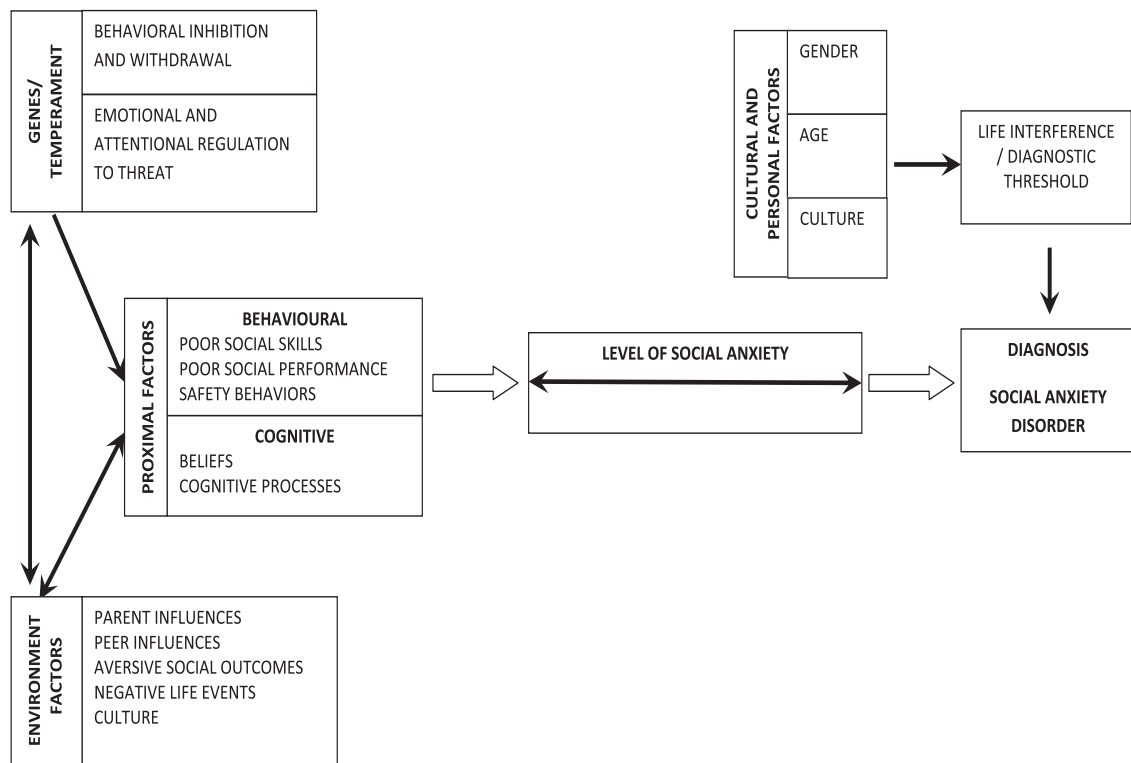 GENES/
TEMPERAMENT
BEHAVIORAL INHIBITION
AND WITHDRAWAL
EMOTIONAL AND
ATTENTIONAL REGULATION
TO THREAT
CULTURAL AND
PERSONAL FACTORS
GENDER
AGE
CULTURE
LIFE INTERFERENCE
/ DIAGNOSTIC
THRESHOLD
PROXIMAL FACTORS
BEHAVIOURAL
POOR SOCIAL SKILLS
POOR SOCIAL PERFORMANCE
SAFETY BEHAVIORS
COGNITIVE
BELIEFS
COGNITIVE PROCESSES
LEVEL OF SOCIAL ANXIETY
DIAGNOSIS
SOCIAL ANXIETY
DISORDER
ENVIRONMENT
FACTORS
PARENT INFLUENCES
PEER INFLUENCES
AVERSIVE SOCIAL OUTCOMES
NEGATIVE LIFE EVENTS
CULTURE